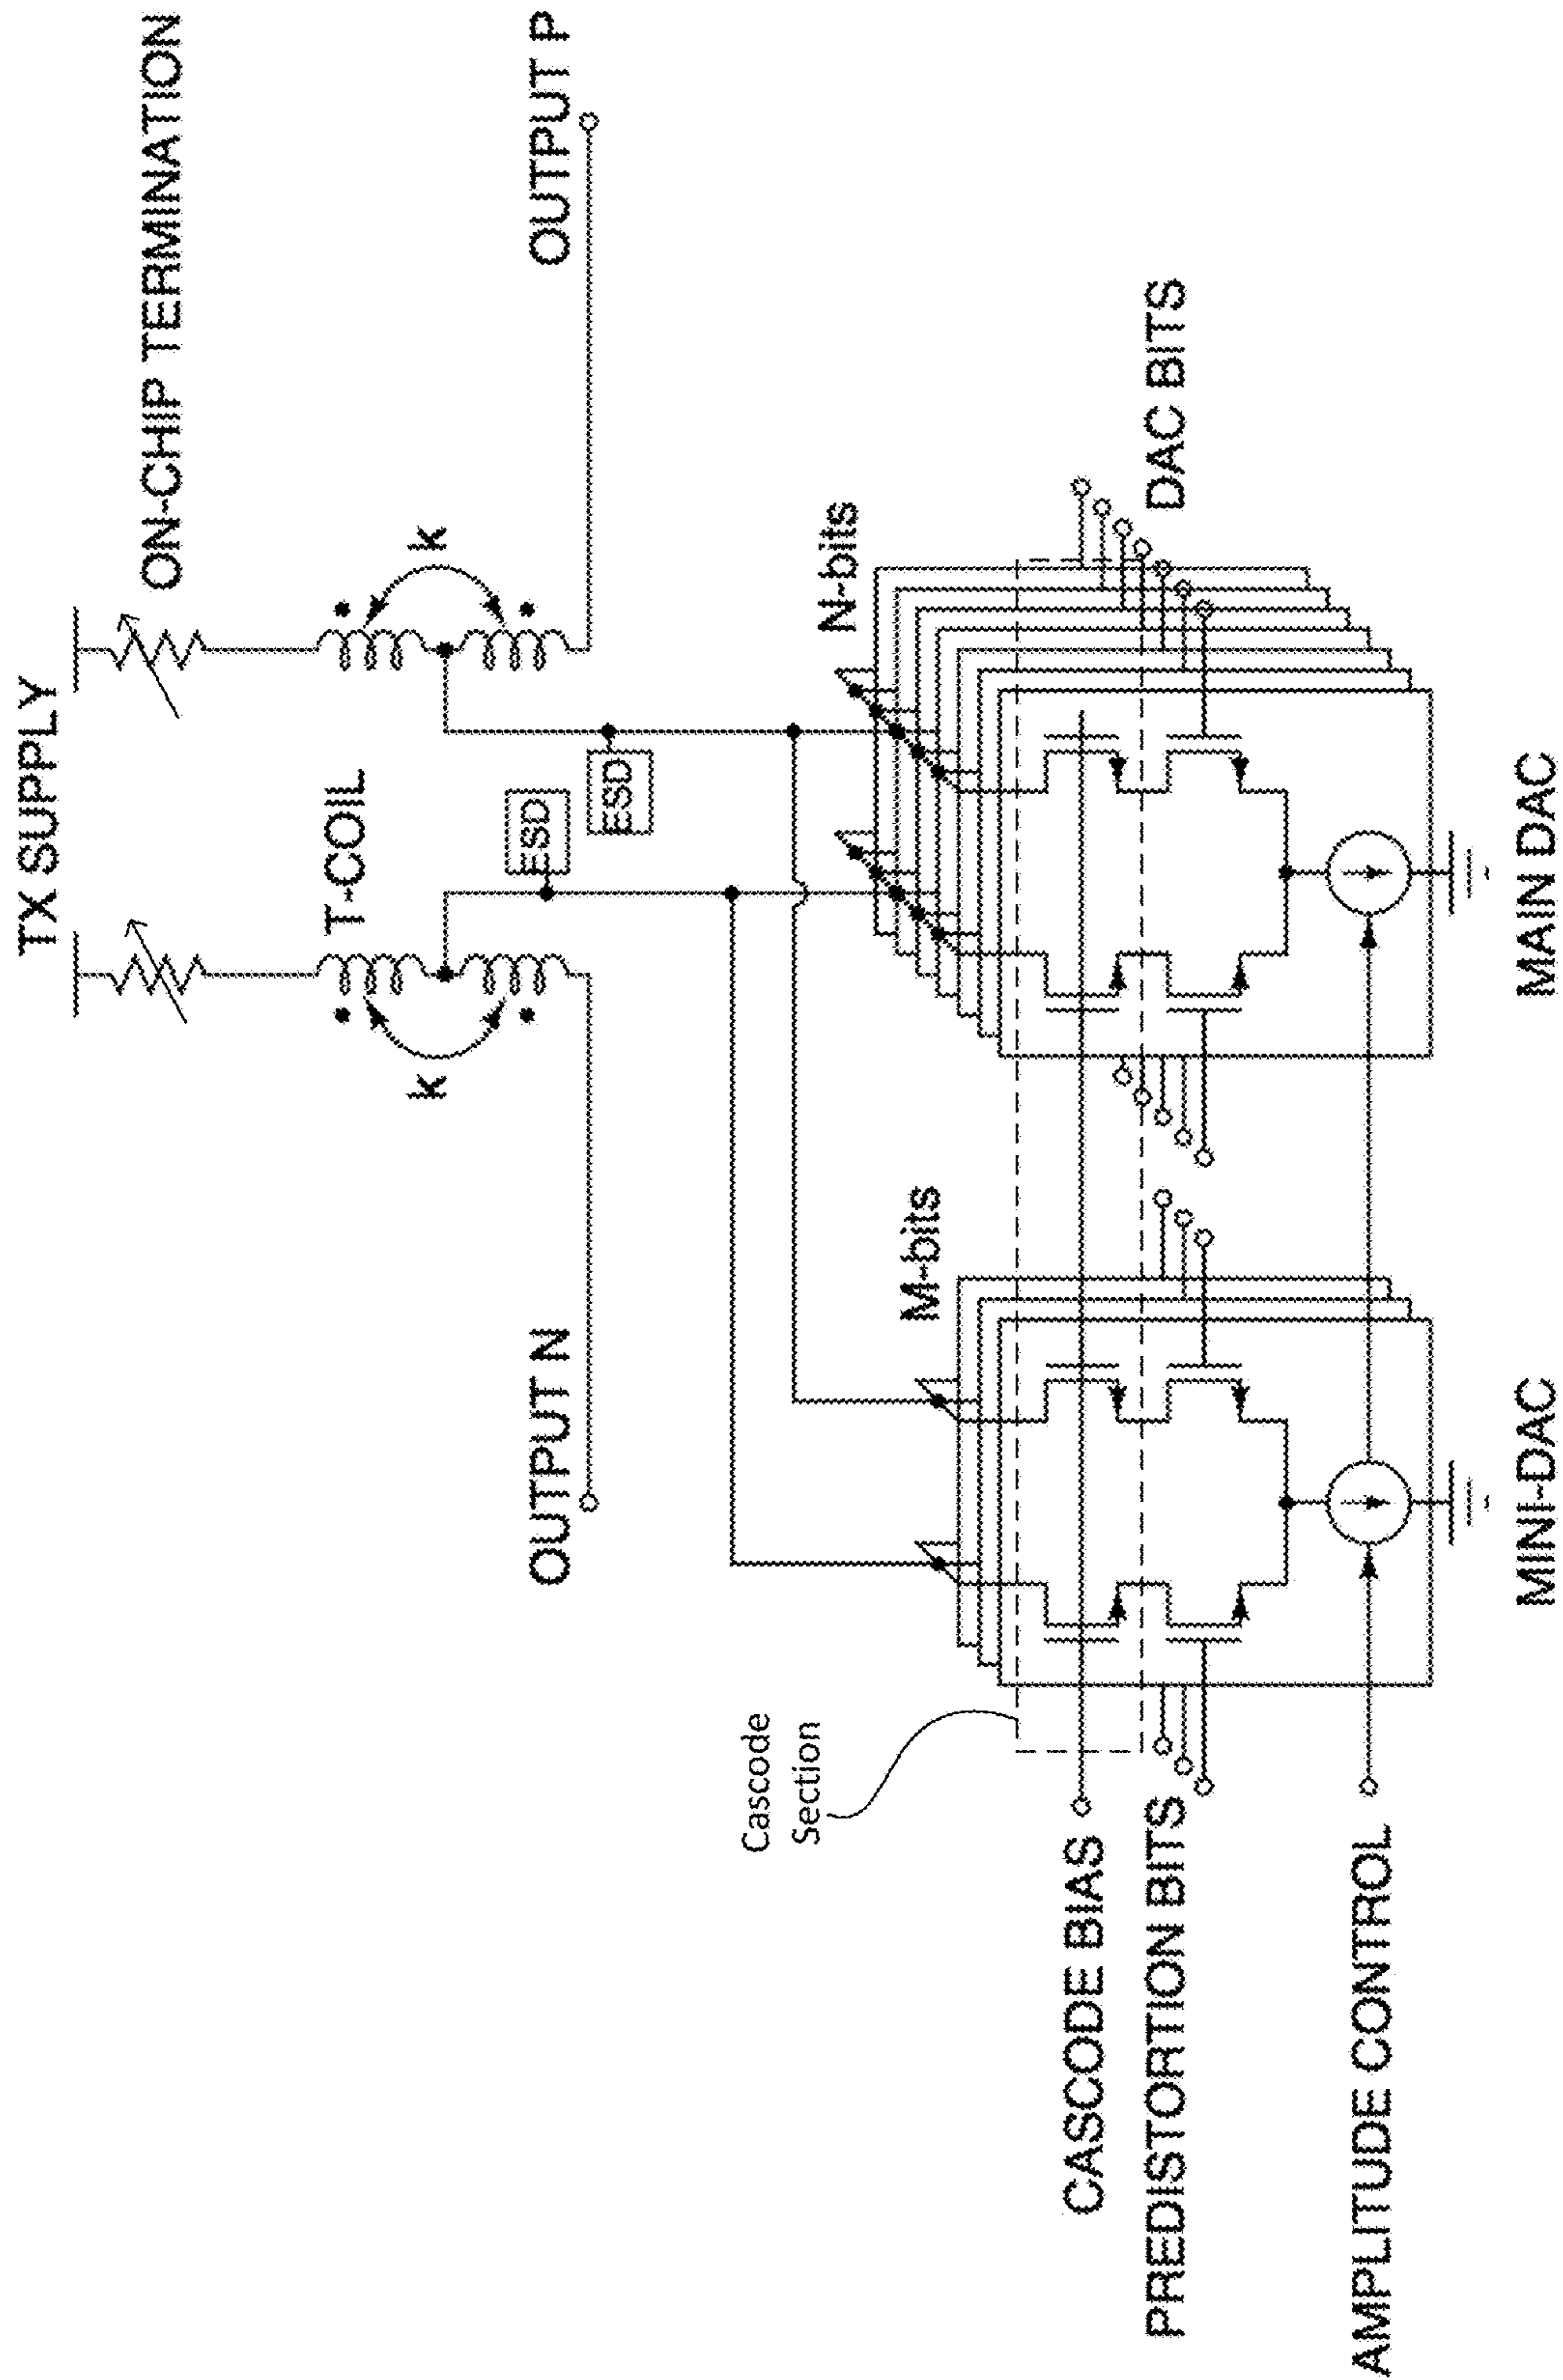 TX SUPPLY
ON-CHIP TERMINATION
T-COIL
k
k
OUTPUT N
OUTPUT P
ESD
ESD
M-bits
N-bits
Cascode
Section
CASCODE BIAS
PREDISTORTION BITS
DAC BITS
AMPLITUDE CONTROL
MINI-DAC
MAIN DAC